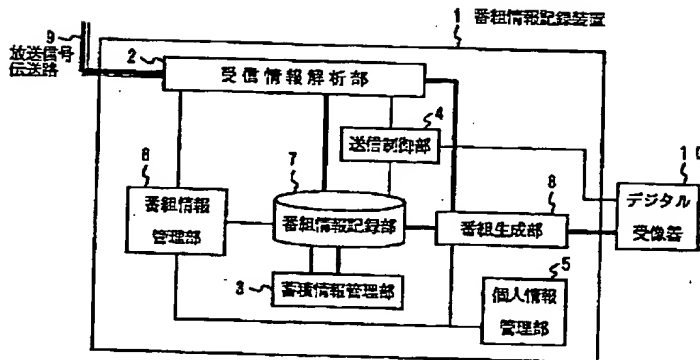 1 番組情報記録装置
9
放送信号
伝送路
2
受信情報解析部
4
送信制御部
6
番組情報
管理部
7
番組情報記録部
8
番組生成部
10
デジタル
受像器
3
蓄積情報管理部
5
個人情報
管理部